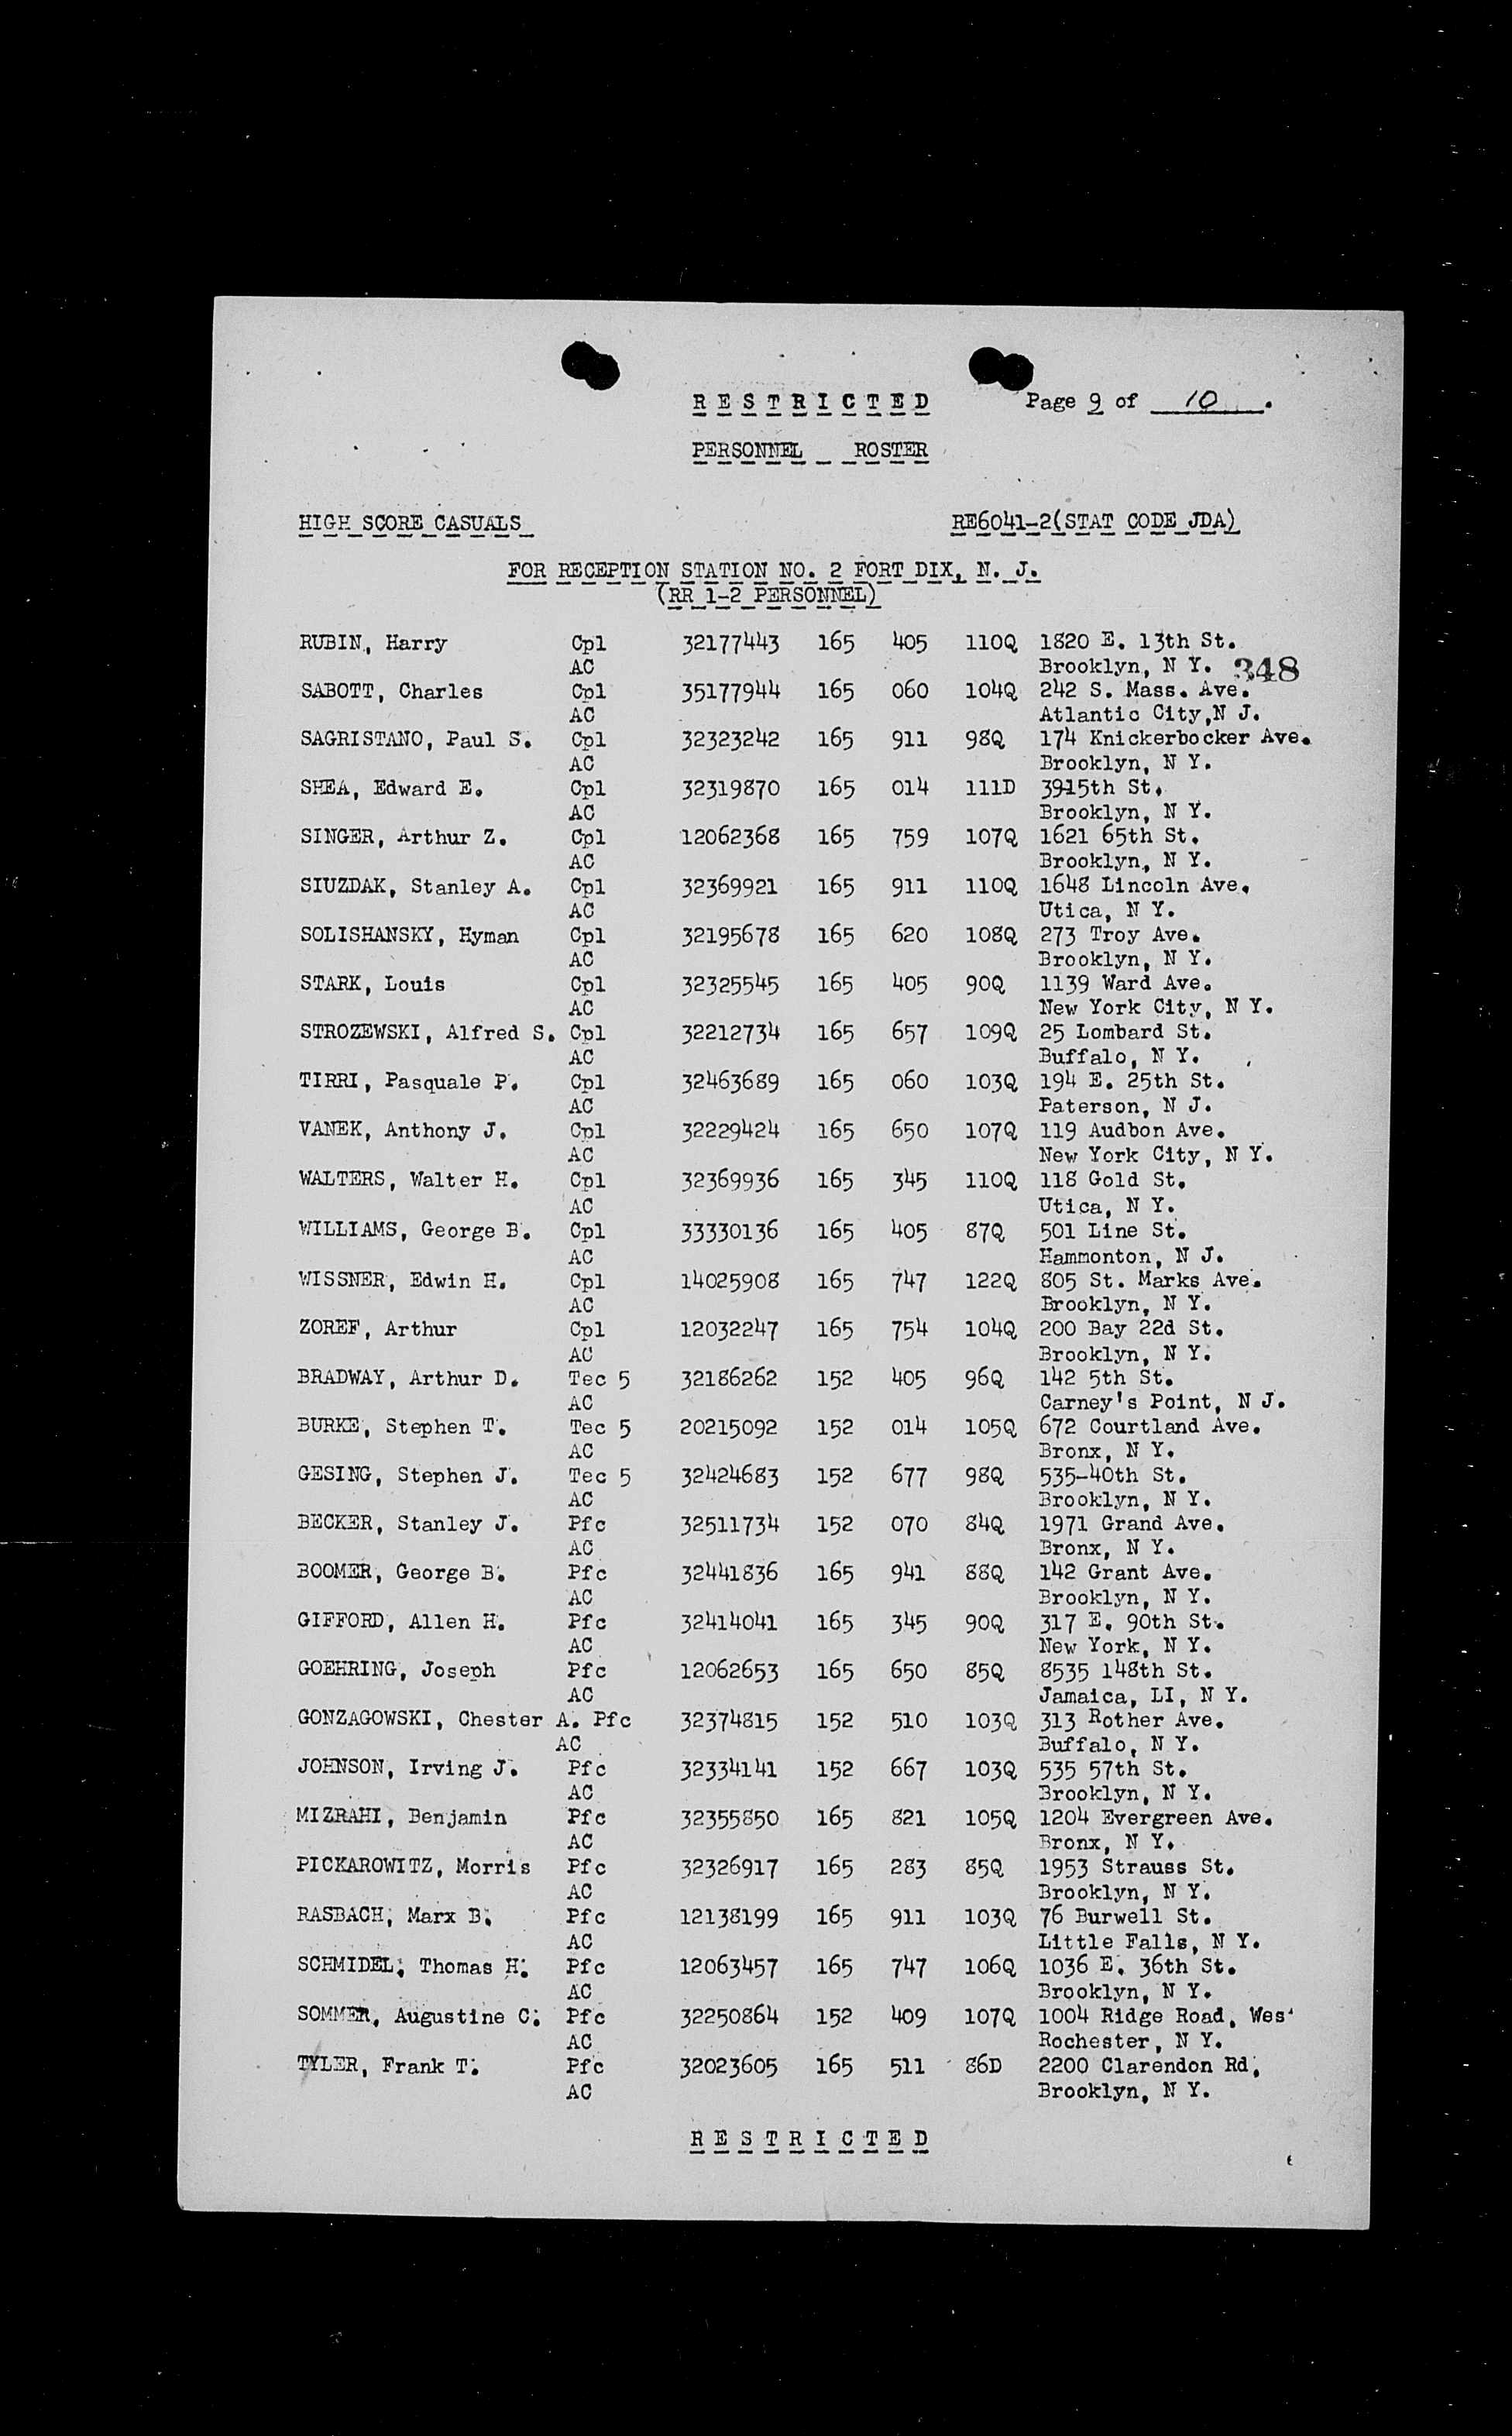 RESTRICTED Page 9 of 10.
PERSONNEL ROSTER
HIGH SCORE CASUALS RE6041-2(STAT CODE JDA)
FOR RECEPTION STATION NO. 2 FORT DIX, N. J.
(RR 1-2 PERSONNEL)
RUBIN, Harry Cpl 32177443 165 405 110Q 1820 E. 13th St.
AC Brooklyn, N Y. 348
SABOTT, Charles Cpl 35177944 165 060 104Q 242 S. Mass. Ave.
AC Atlantic City,N J.
SAGRISTANO, Paul S. Cpl 32323242 165 911 98Q 174 Knickerbocker Ave.
AC Brooklyn, N Y.
SHEA, Edward E. Cpl 32319870 165 014 111D 39-15th St.
AC Brooklyn, N Y.
SINGER, Arthur Z. Cpl 12062368 165 759 107Q 1621 65th St.
AC Brooklyn, N Y.
SIUZDAK, Stanley A. Cpl 32369921 165 911 110Q 1648 Lincoln Ave.
AC Utica, N Y.
SOLISHANSKY, Hyman Cpl 32195678 165 620 108Q 273 Troy Ave.
AC Brooklyn, N Y.
STARK, Louis Cpl 32325545 165 405 90Q 1139 Ward Ave.
AC New York City, N Y.
STROZEWSKI, Alfred S. Cpl 32212734 165 657 109Q 25 Lombard St.
AC Buffalo, N Y.
TIRRI, Pasquale P. Cpl 32463689 165 060 103Q 194 E. 25th St.
AC Paterson, N J.
VANEK, Anthony J. Cpl 32229424 165 650 107Q 119 Audbon Ave.
AC New York City, N Y.
WALTERS, Walter H. Cpl 32369936 165 345 110Q 118 Gold St.
AC Utica, N Y.
WILLIAMS, George B. Cpl 33330136 165 405 87Q 501 Line St.
AC Hammonton, N J.
WISSNER, Edwin H. Cpl 14025908 165 747 122Q 805 St. Marks Ave.
AC Brooklyn, N Y.
ZOREF, Arthur Cpl 12032247 165 754 104Q 200 Bay 22d St.
AC Brooklyn, N Y.
BRADWAY, Arthur D. Tec 5 32186262 152 405 96Q 142 5th St.
AC Carney's Point, N J.
BURKE, Stephen T. Tec 5 20215092 152 014 105Q 672 Courtland Ave.
AC Bronx, N Y.
GESING, Stephen J. Tec 5 32424683 152 677 98Q 535-40th St.
AC Brooklyn, N Y.
BECKER, Stanley J. Pfc 32511734 152 070 84Q 1971 Grand Ave.
AC Bronx, N Y.
BOOMER, George B. Pfc 32441836 165 941 88Q 142 Grant Ave.
AC Brooklyn, N Y.
GIFFORD, Allen H. Pfc 32414041 165 345 90Q 317 E. 90th St.
AC New York, N Y.
GOEHRING, Joseph Pfc 12062653 165 650 85Q 8535 148th St.
AC Jamaica, LI, N Y.
GONZAGOWSKI, Chester A. Pfc 32374815 152 510 103Q 313 Rother Ave.
AC Buffalo, N Y.
JOHNSON, Irving J. Pfc 32334141 152 667 103Q 535 57th St.
AC Brooklyn, N Y.
MIZRAHI, Benjamin Pfc 32355850 165 821 105Q 1204 Evergreen Ave.
AC Bronx, N Y.
PICKAROWITZ, Morris Pfc 32326917 165 283 85Q 1953 Strauss St.
AC Brooklyn, N Y.
RASBACH, Marx B. Pfc 12138199 165 911 103Q 76 Burwell St.
AC Little Falls, N Y.
SCHMIDEL, Thomas H. Pfc 12063457 165 747 106Q 1036 E. 36th St.
AC Brooklyn, N Y.
SOMMER, Augustine C. Pfc 32250864 152 409 107Q 1004 Ridge Road, Wes
AC Rochester, N Y.
TYLER, Frank T. Pfc 32023605 165 511 86D 2200 Clarendon Rd,
AC Brooklyn, N Y.
RESTRICTED